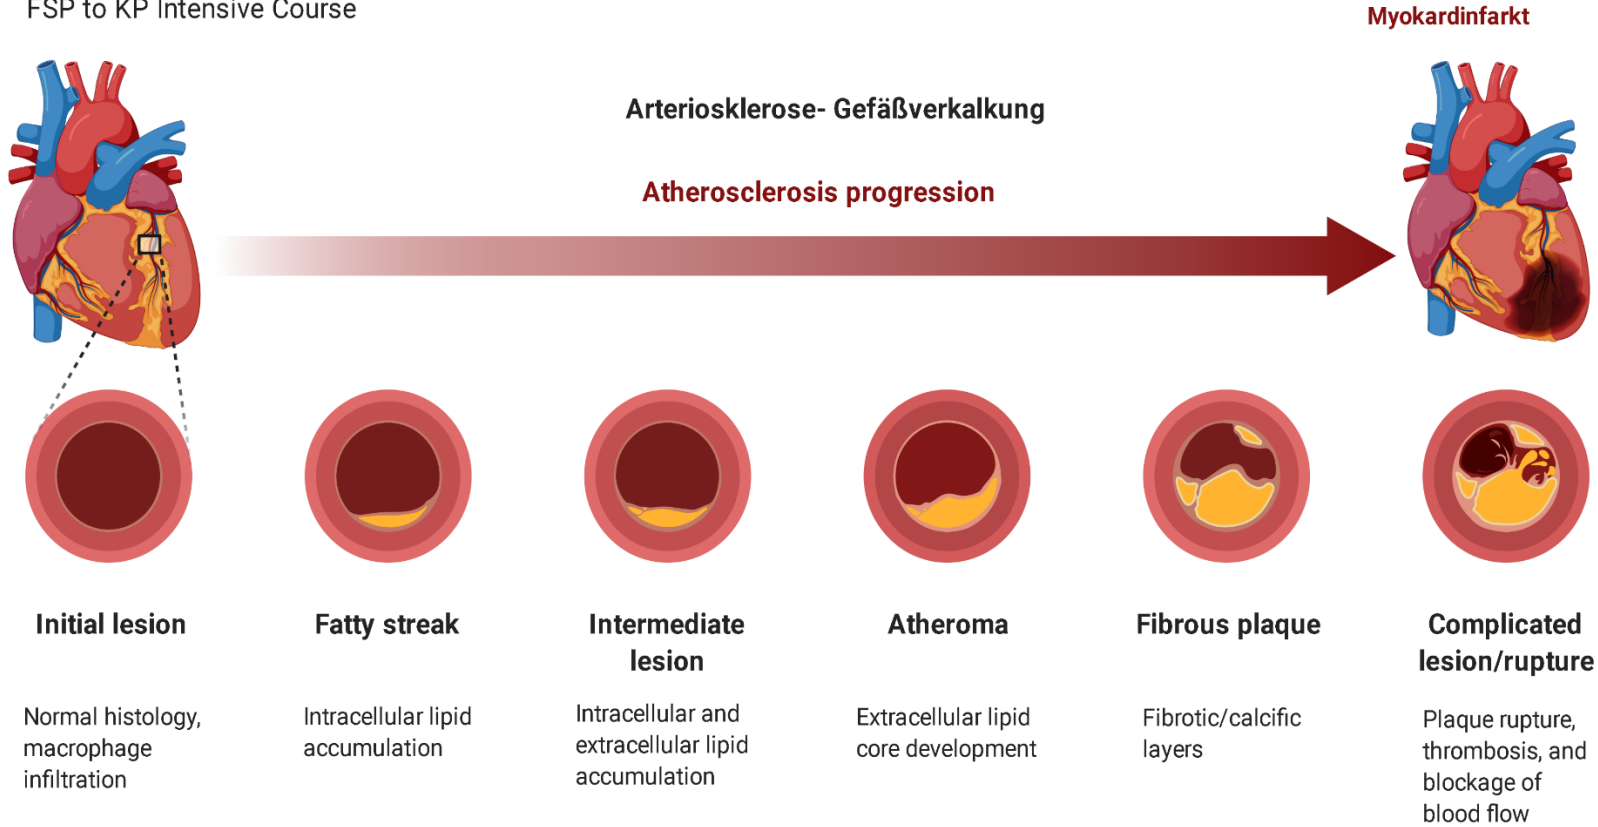 FSP to KP Intensive Course
Myokardinfarkt
Arteriosklerose- Gefäßverkalkung
Atherosclerosis progression
Initial lesion
Normal histology,
macrophage
infiltration
Fatty streak
Intracellular lipid
accumulation
Intermediate
lesion
Intracellular and
extracellular lipid
accumulation
Atheroma
Extracellular lipid
core development
Fibrous plaque
Fibrotic/calcific
layers
Complicated
lesion/rupture
Plaque rupture,
thrombosis, and
blockage of
blood flow